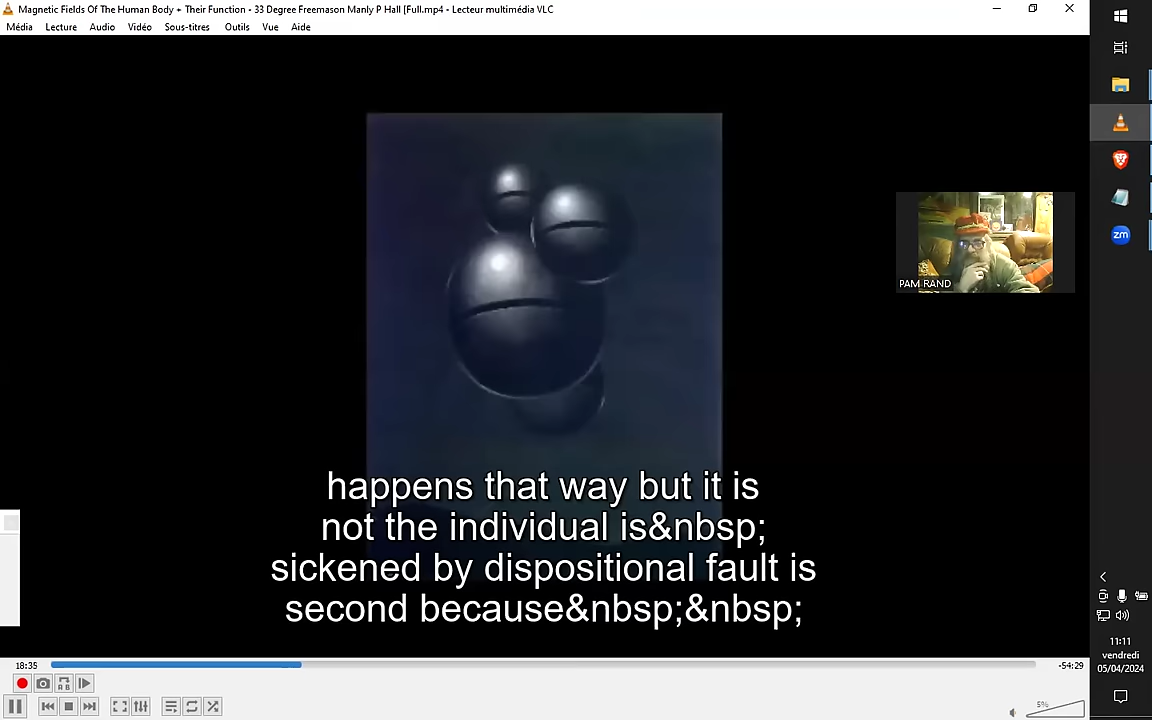 Magnetic Fields Of The Human Body + Their Function - 33 Degree Freemason Manly P Hall [Full.mp4 - Lecteur multimédia VLC
Média Lecture Audio Vidéo Sous-titres Outils Vue Aide
PAM RAND
zm
happens that way but it is
not the individual is&nbsp;
sickened by dispositional fault is
second because&nbsp;&nbsp;
18:35
-54:29
A B
5%
11:11
vendredi
05/04/2024